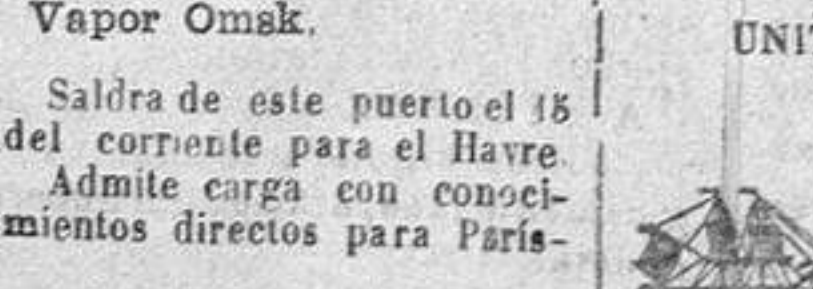 Vapor Omsk.
Saldra de este puerto el 15
del corriente para el Havre.
Admite carga con conoci-
mientos directos para París-
UNIT